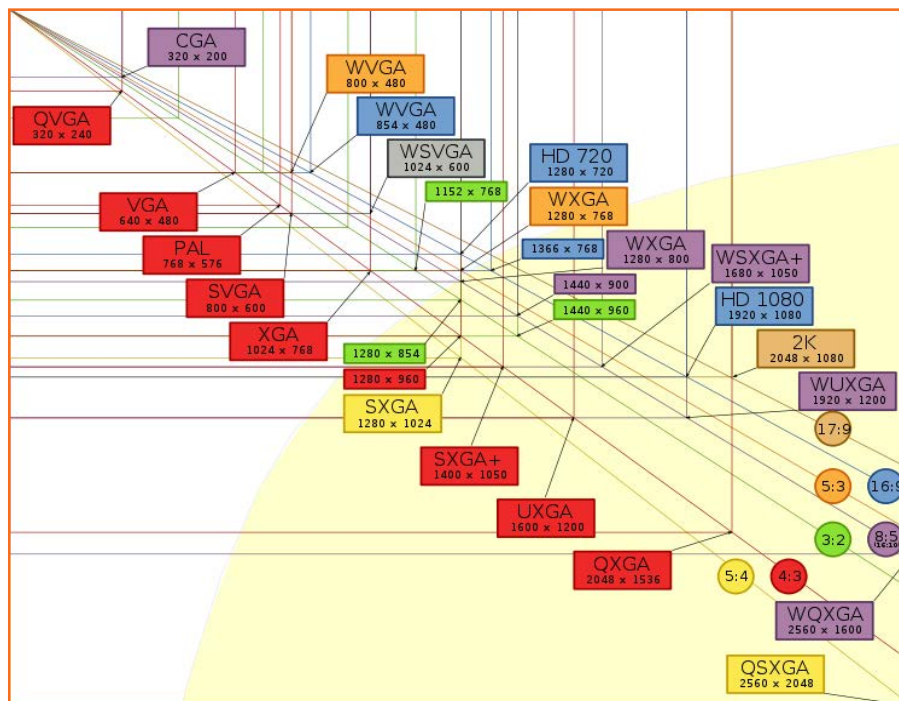 CGA
320 × 200
WVGA
800 × 480
QVGA
320 × 240
WVGA
854 × 480
WSVGA
1024 × 600
HD 720
1280 × 720
1152 × 768
VGA
640 × 480
WXGA
1280 × 768
PAL
768 × 576
1366 × 768
WXGA
1280 × 800
WSXGA+
1680 × 1050
SVGA
800 × 600
1440 × 900
HD 1080
1920 × 1080
1440 × 960
XGA
1024 × 768
1280 × 854
2K
2048 × 1080
1280 × 960
WUXGA
1920 × 1200
SXGA
1280 × 1024
17:9
SXGA+
1400 × 1050
5:3
16:9
UXGA
1600 × 1200
3:2
8:5
(16:10)
QXGA
2048 × 1536
5:4
4:3
WQXGA
2560 × 1600
QSXGA
2560 × 2048